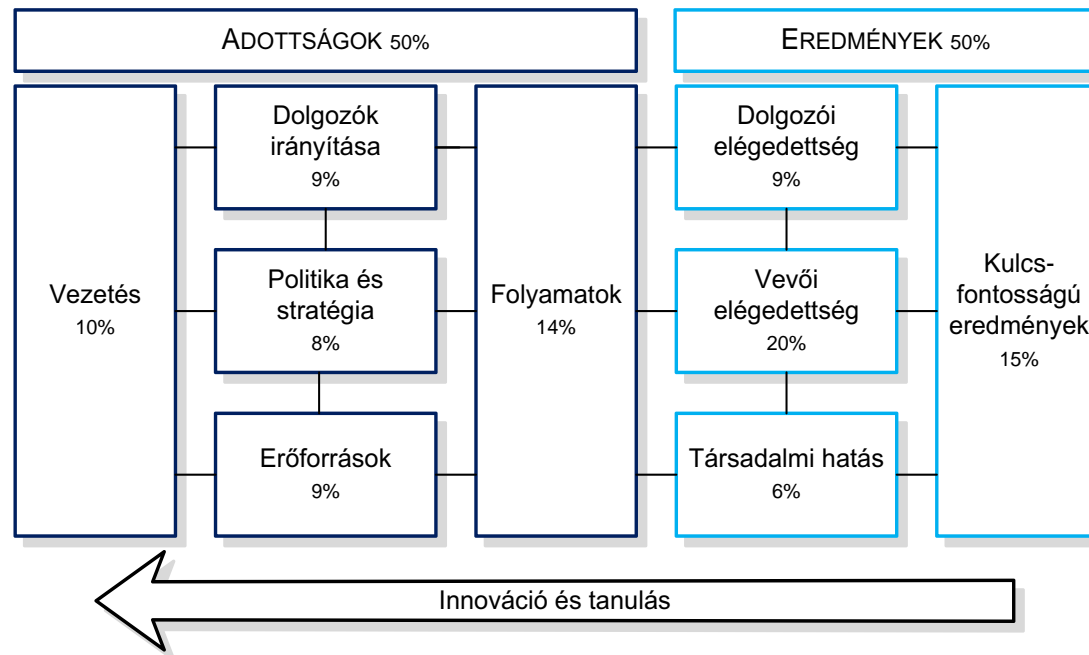 ADOTTSÁGOK 50%
EREDMÉNYEK 50%
Vezetés
10%
Dolgozók
irányítása
9%
Politika és
stratégia
8%
Erőforrások
9%
Folyamatok
14%
Dolgozói
elégedettség
9%
Vevői
elégedettség
20%
Társadalmi hatás
6%
Kulcs-
fontosságú
eredmények
15%
Innováció és tanulás